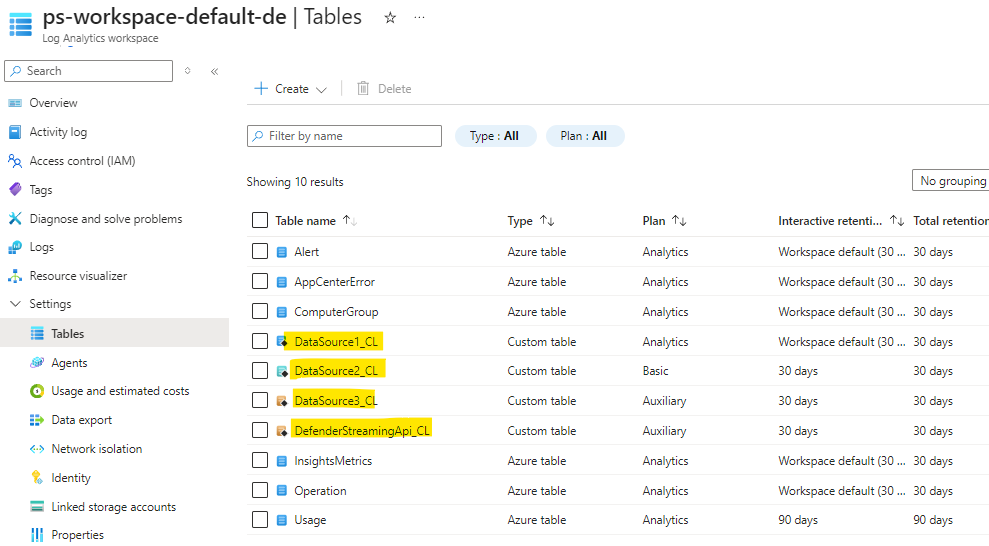 ps-workspace-default-de | Tables ☆ ...
Log Analytics workspace
Search
«
Overview
Activity log
Access control (IAM)
Tags
Diagnose and solve problems
Logs
Resource visualizer
Settings
Tables
Agents
Usage and estimated costs
Data export
Network isolation
Identity
Linked storage accounts
Properties
Create Delete
Filter by name Type : All Plan : All
Showing 10 results No grouping
Table name ↑↓ Type ↑↓ Plan ↑↓ Interactive retenti... ↑↓ Total retention
Alert Azure table Analytics Workspace default (30 ... 30 days
AppCenterError Azure table Analytics Workspace default (30 ... 30 days
ComputerGroup Azure table Analytics Workspace default (30 ... 30 days
DataSource1_CL Custom table Analytics Workspace default (30 ... 30 days
DataSource2_CL Custom table Basic 30 days 30 days
DataSource3_CL Custom table Auxiliary 30 days 30 days
DefenderStreamingApi_CL Custom table Auxiliary 30 days 30 days
InsightsMetrics Azure table Analytics Workspace default (30 ... 30 days
Operation Azure table Analytics Workspace default (30 ... 30 days
Usage Azure table Analytics 90 days 90 days